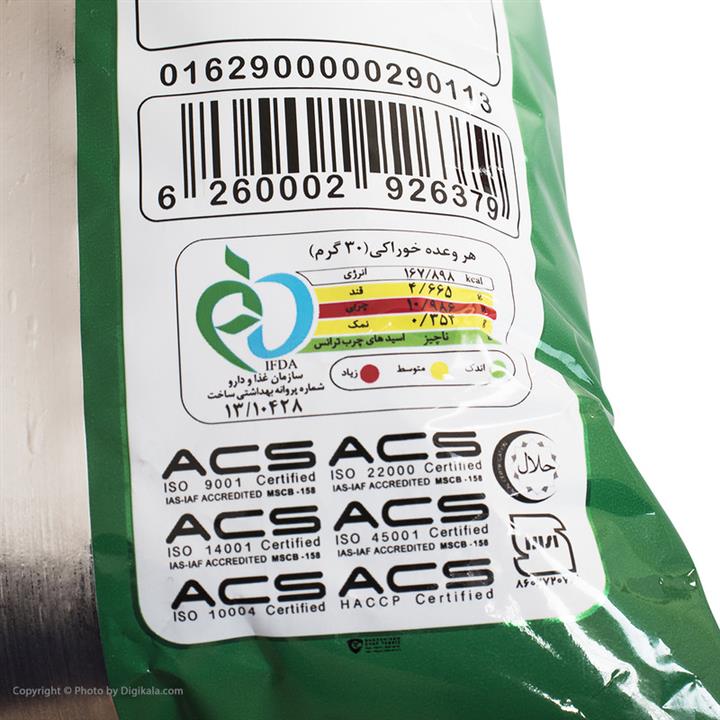 0162900000290113
6 260002 926379
هر وعده خوراکی(۳۰ گرم)
انرژی ۱۶۷/۸۹۸ kcal
قند ۴/۶۶۵ g
چربی ۱۰/۹۸۶ g
نمک ۰/۳۵۲ g
اسیدهای چرب ترانس ناچیز
اندک متوسط زیاد
IFDA
سازمان غذا و دارو
شماره پروانه بهداشتی ساخت
۱۳/۱۰۴۲۸
ACS ACS
ISO 9001 Certified ISO 22000 Certified
IAS-IAF ACCREDITED MSCB -158 IAS-IAF ACCREDITED MSCB -158
حلال
ACS ACS
ISO 14001 Certified ISO 45001 Certified
IAS-IAF ACCREDITED MSCB -158 IAS-IAF ACCREDITED MSCB -158
ACS ACS
ISO 10004 Certified HACCP Certified
Copyright © Photo by Digikala.com